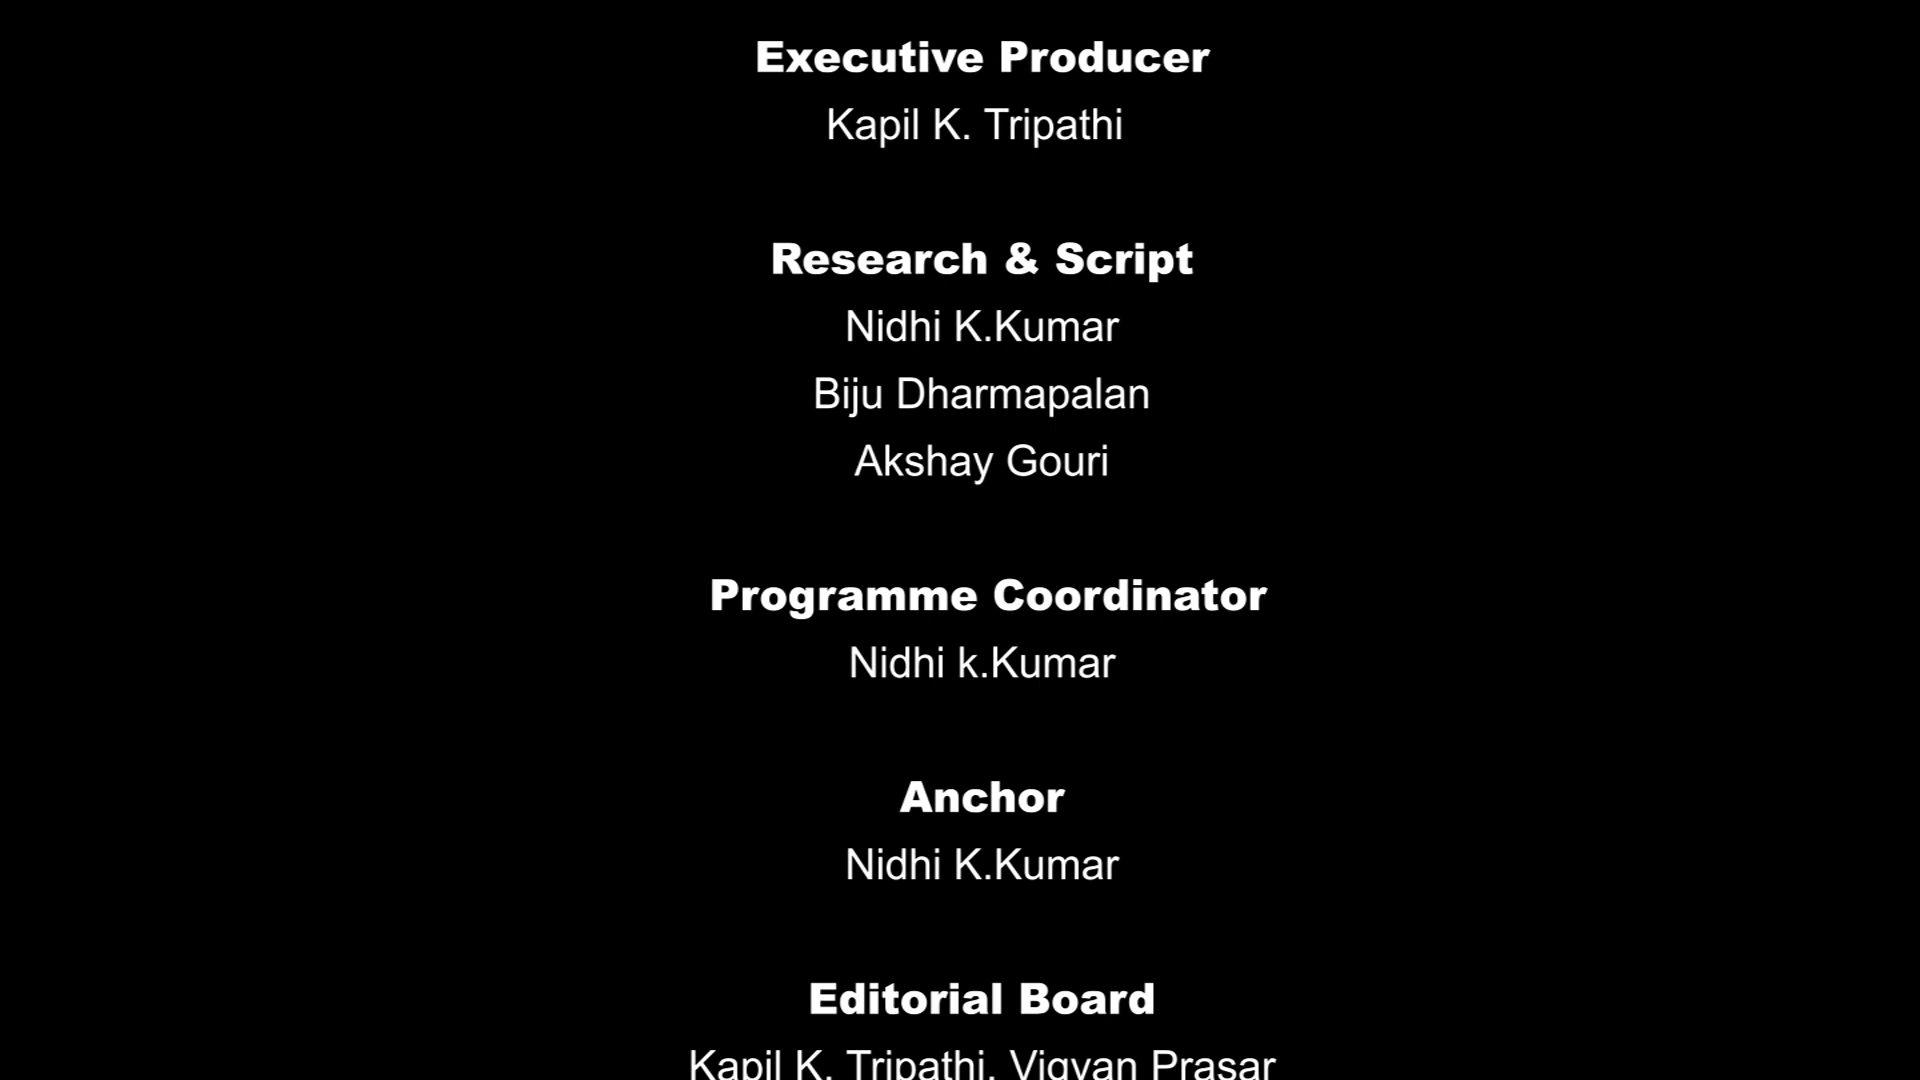 Executive Producer
Kapil K. Tripathi
Research & Script
Nidhi K.Kumar
Biju Dharmapalan
Akshay Gouri
Programme Coordinator
Nidhi k.Kumar
Anchor
Nidhi K.Kumar
Editorial Board
Kapil K. Tripathi, Vigyan Prasar